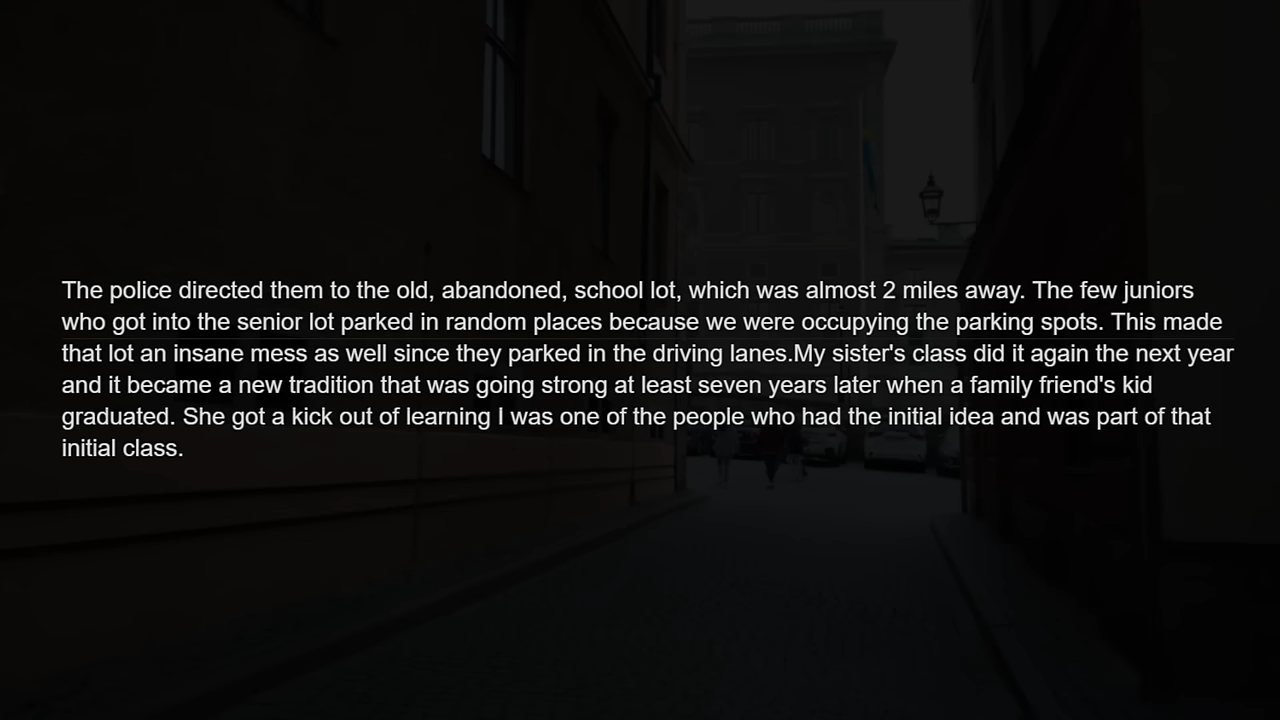 The police directed them to the old, abandoned, school lot, which was almost 2 miles away. The few juniors
who got into the senior lot parked in random places because we were occupying the parking spots. This made
that lot an insane mess as well since they parked in the driving lanes.My sister's class did it again the next year
and it became a new tradition that was going strong at least seven years later when a family friend's kid
graduated. She got a kick out of learning I was one of the people who had the initial idea and was part of that
initial class.